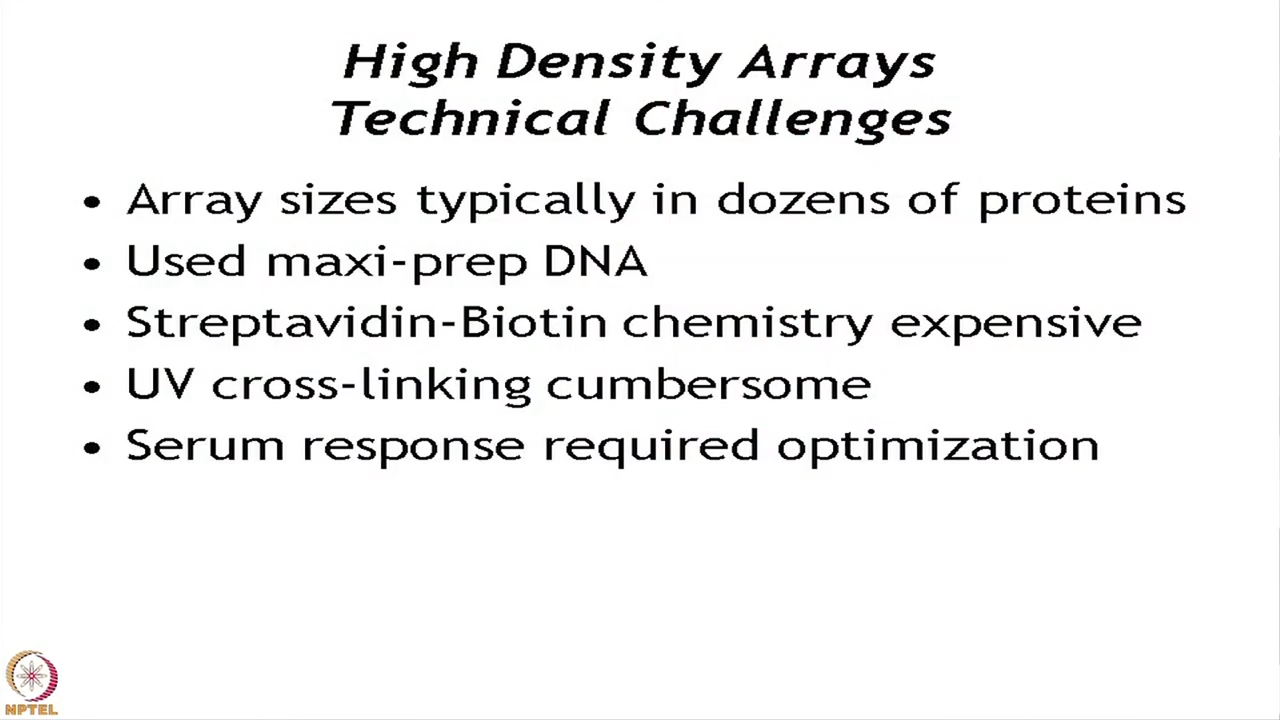 High Density Arrays
Technical Challenges
• Array sizes typically in dozens of proteins
• Used maxi-prep DNA
• Streptavidin-Biotin chemistry expensive
• UV cross-linking cumbersome
• Serum response required optimization
NPTEL